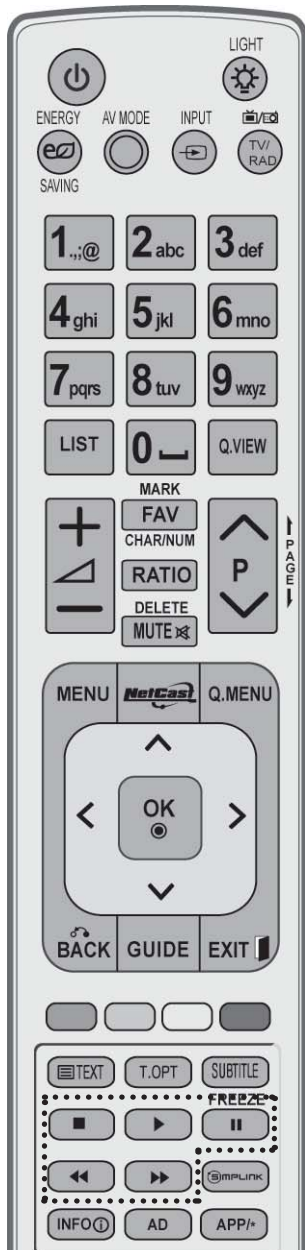 LIGHT
ENERGY AV MODE INPUT
TV/
RAD
SAVING
1.,;@ 2abc 3def
4ghi 5jkl 6mno
7pqrs 8tuv 9wxyz
LIST 0 Q.VIEW
MARK
FAV
CHAR/NUM
RATIO
P
PAGE
DELETE
MUTE
MENU NetCast Q.MENU
OK
BACK GUIDE EXIT
TEXT T.OPT SUBTITLE
FREEZE
SIMPLINK
INFO AD APP/*